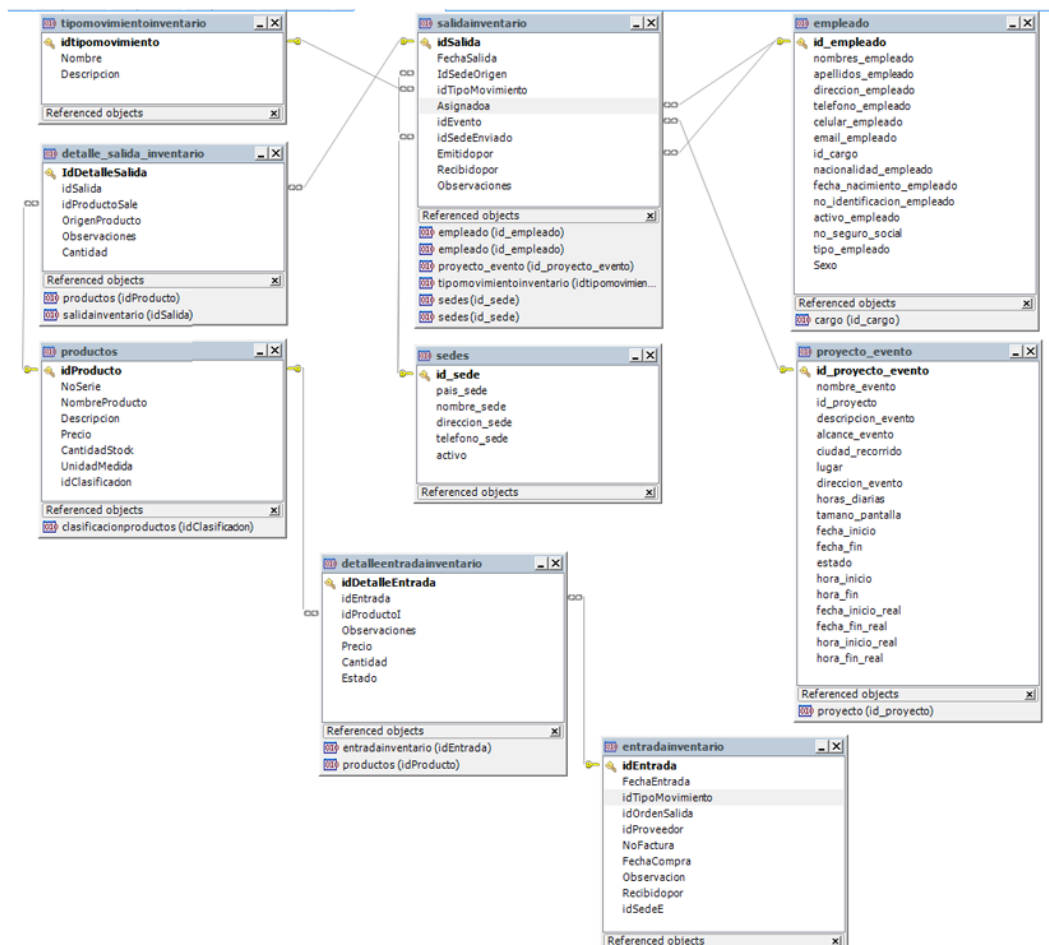 tipomovimientoinventario
idtipomovimiento
Nombre
Descripcion
Referenced objects
detalle_salida_inventario
IdDetalleSalida
idSalida
idProductoSale
OrigenProducto
Observaciones
Cantidad
Referenced objects
productos (idProducto)
salidainventario (idSalida)
productos
idProducto
NoSerie
NombreProducto
Descripcion
Precio
CantidadStock
UnidadMedida
idClasificadon
Referenced objects
clasificacionproductos (idClasificadon)
salidainventario
idSalida
FechaSalida
IdSedeOrigen
idTipoMovimiento
Asignadoa
idEvento
idSedeEnviado
Emitidopor
Recibidopor
Observaciones
Referenced objects
empleado (id_empleado)
empleado (id_empleado)
proyecto_evento (id_proyecto_evento)
tipomovimientoinventario (idtipomovimien...
sedes(id_sede)
sedes(id_sede)
sedes
id_sede
pais_sede
nombre_sede
direccion_sede
telefono_sede
activo
Referenced objects
empleado
id_empleado
nombres_empleado
apellidos_empleado
direccion_empleado
telefono_empleado
celular_empleado
email_empleado
id_cargo
nacionalidad_empleado
fecha_nacimiento_empleado
no_identificacion_empleado
activo_empleado
no_seguro_social
tipo_empleado
Sexo
Referenced objects
cargo (id_cargo)
proyecto_evento
id_proyecto_evento
nombre_evento
id_proyecto
descripcion_evento
alcance_evento
ciudad_recorrido
lugar
direccion_evento
horas_diarias
tamano_pantalla
fecha_inicio
fecha_fin
estado
hora_inicio
hora_fin
fecha_inicio_real
fecha_fin_real
hora_inicio_real
hora_fin_real
Referenced objects
proyecto (id_proyecto)
detalleentradainventario
idDetalleEntrada
idEntrada
idProductoI
Observaciones
Precio
Cantidad
Estado
Referenced objects
entradainventario (idEntrada)
productos (idProducto)
entradainventario
idEntrada
FechaEntrada
idTipoMovimiento
idOrdenSalida
idProveedor
NoFactura
FechaCompra
Observacion
Recibidopor
idSedeE
Referenced objects